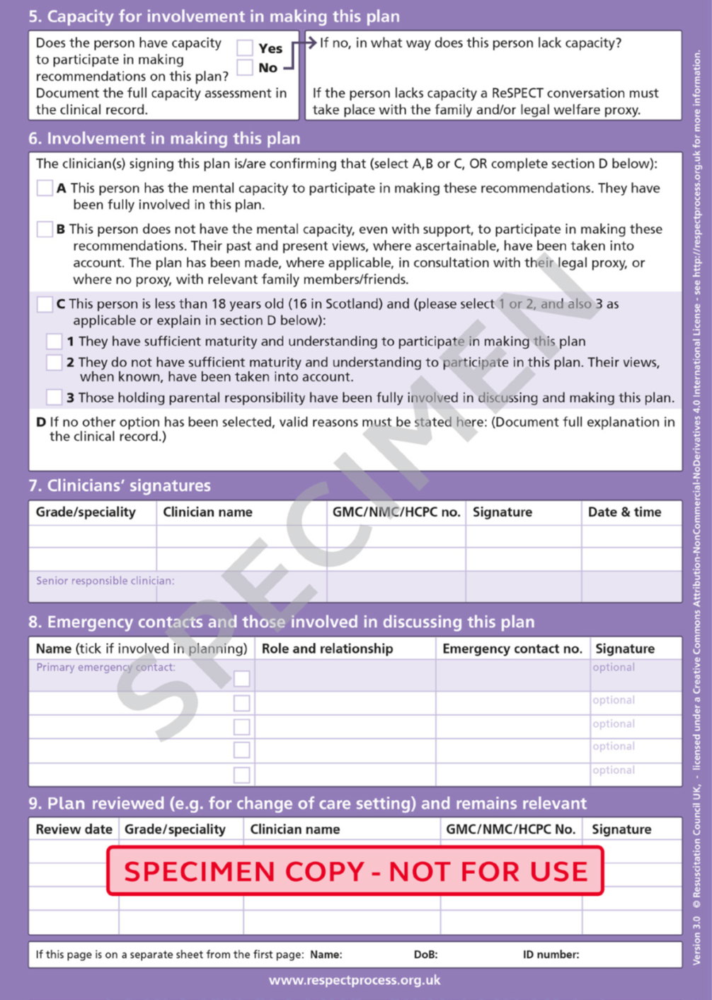 5. Capacity for involvement in making this plan
Does the person have capacity
to participate in making
recommendations on this plan?
Document the full capacity assessment in
the clinical record.
Yes
No
If no, in what way does this person lack capacity?
If the person lacks capacity a ReSPECT conversation must
take place with the family and/or legal welfare proxy.
6. Involvement in making this plan
The clinician(s) signing this plan is/are confirming that (select A,B or C, OR complete section D below):
A This person has the mental capacity to participate in making these recommendations. They have
been fully involved in this plan.
B This person does not have the mental capacity, even with support, to participate in making these
recommendations. Their past and present views, where ascertainable, have been taken into
account. The plan has been made, where applicable, in consultation with their legal proxy, or
where no proxy, with relevant family members/friends.
C This person is less than 18 years old (16 in Scotland) and (please select 1 or 2, and also 3 as
applicable or explain in section D below):
1 They have sufficient maturity and understanding to participate in making this plan
2 They do not have sufficient maturity and understanding to participate in this plan. Their views,
when known, have been taken into account.
3 Those holding parental responsibility have been fully involved in discussing and making this plan.
D If no other option has been selected, valid reasons must be stated here: (Document full explanation in
the clinical record.)
7. Clinicians’ signatures
Grade/speciality Clinician name GMC/NMC/HCPC no. Signature Date & time
Senior responsible clinician:
8. Emergency contacts and those involved in discussing this plan
Name (tick if involved in planning) Role and relationship Emergency contact no. Signature
Primary emergency contact: optional
optional
optional
optional
optional
9. Plan reviewed (e.g. for change of care setting) and remains relevant
Review date Grade/speciality Clinician name GMC/NMC/HCPC No. Signature
SPECIMEN COPY - NOT FOR USE
If this page is on a separate sheet from the first page: Name: DoB: ID number:
www.respectprocess.org.uk
SPECIMEN
Version 3.0 © Resuscitation Council UK, - licensed under a Creative Commons Attribution-NonCommercial-NoDerivatives 4.0 International License - see http://respectprocess.org.uk for more information.